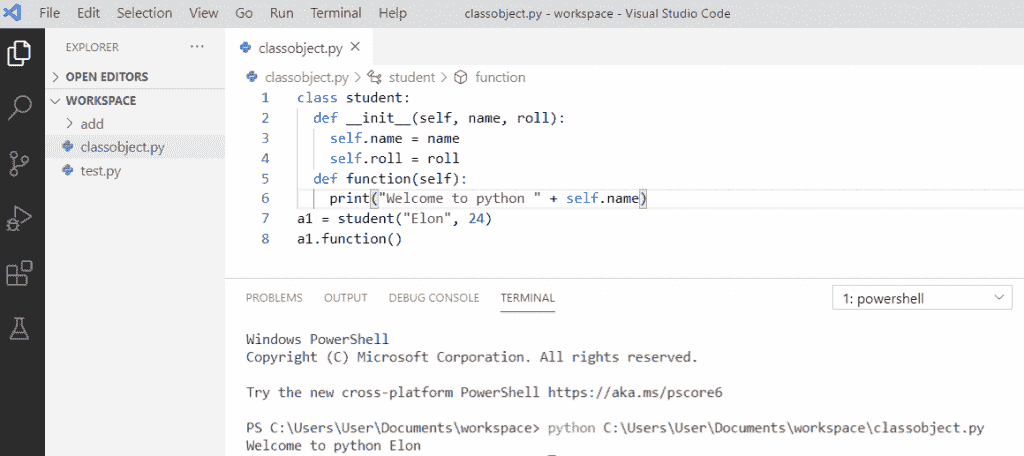 File Edit Selection View Go Run Terminal Help classobject.py - workspace - Visual Studio Code
EXPLORER ...
OPEN EDITORS
WORKSPACE
add
classobject.py
test.py
classobject.py
classobject.py > student > function
1 class student:
2   def __init__(self, name, roll):
3     self.name = name
4     self.roll = roll
5   def function(self):
6     print("Welcome to python " + self.name)
7 a1 = student("Elon", 24)
8 a1.function()
PROBLEMS OUTPUT DEBUG CONSOLE TERMINAL 1: powershell
Windows PowerShell
Copyright (C) Microsoft Corporation. All rights reserved.
Try the new cross-platform PowerShell https://aka.ms/pscore6
PS C:\Users\User\Documents\workspace> python C:\Users\User\Documents\workspace\classobject.py
Welcome to python Elon